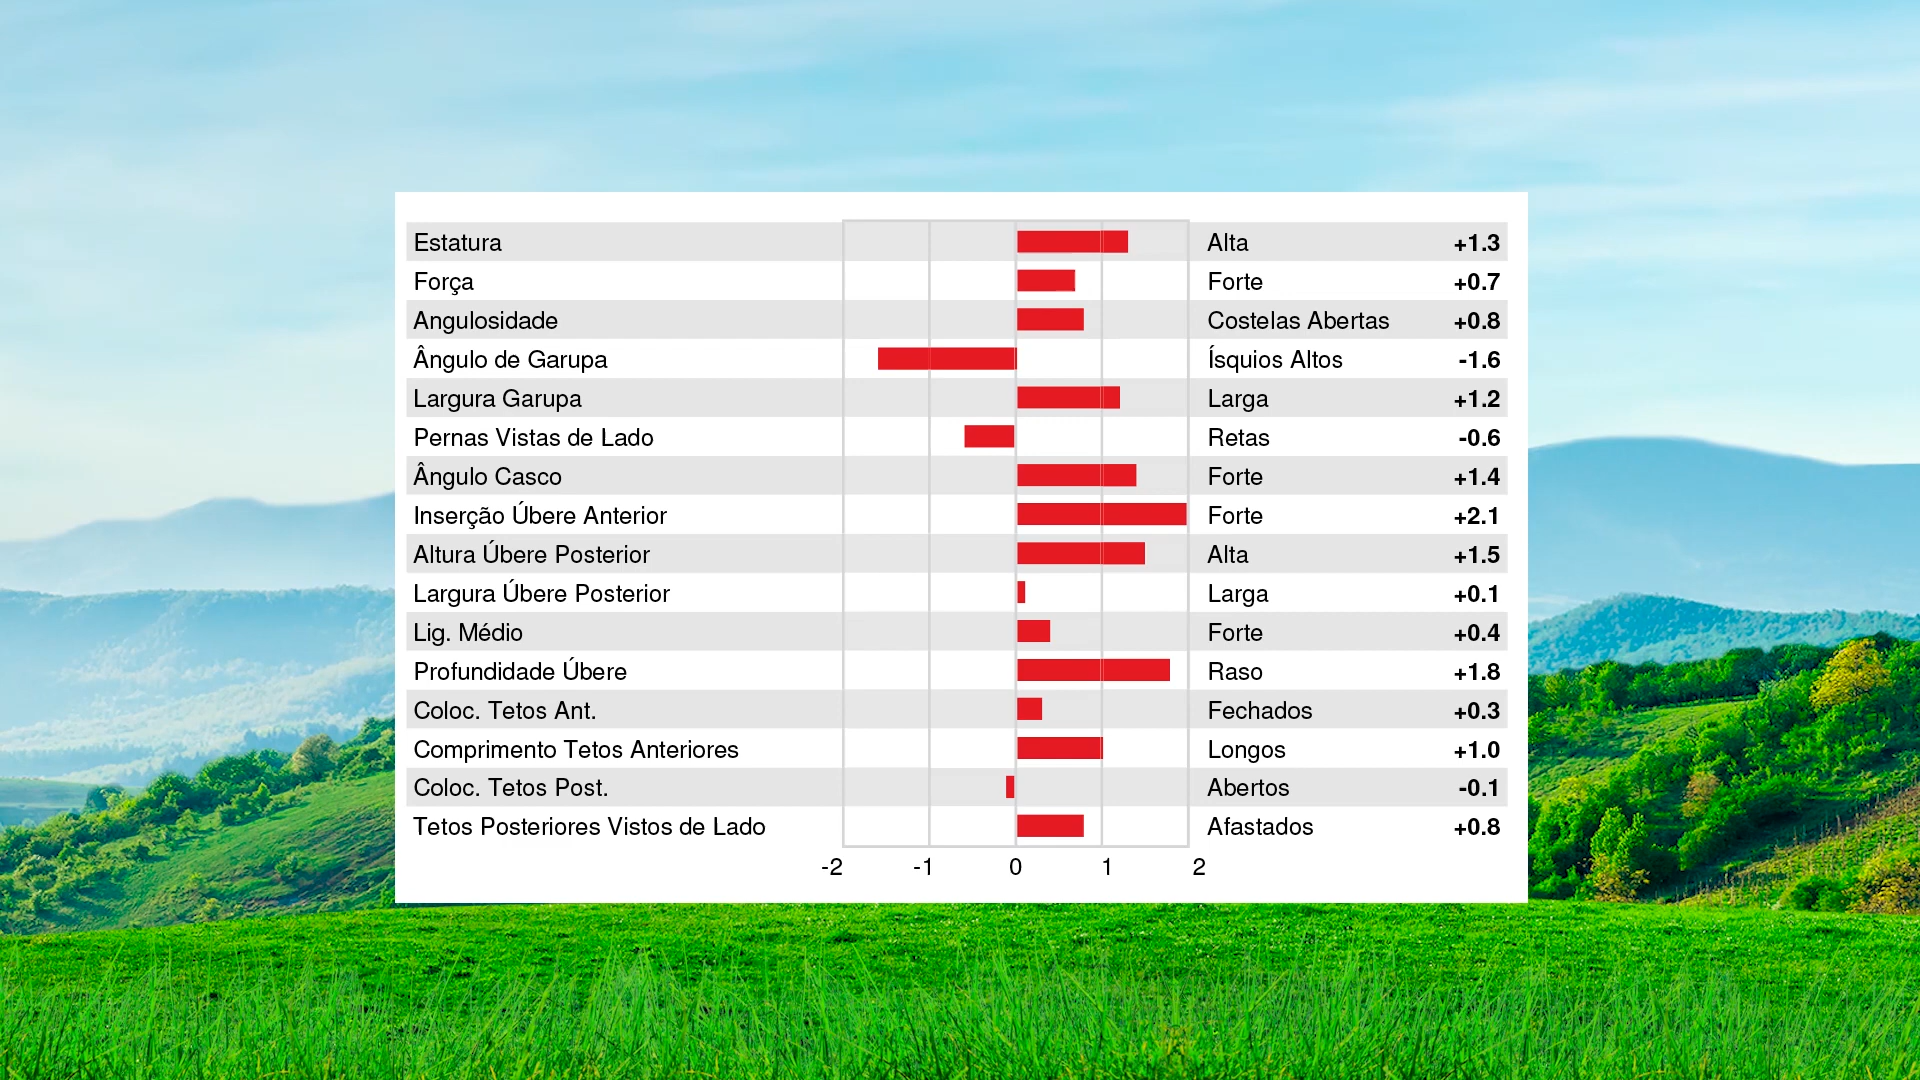 Estatura Alta +1.3
Força Forte +0.7
Angulosidade Costelas Abertas +0.8
Ângulo de Garupa Ísquios Altos -1.6
Largura Garupa Larga +1.2
Pernas Vistas de Lado Retas -0.6
Ângulo Casco Forte +1.4
Inserção Úbere Anterior Forte +2.1
Altura Úbere Posterior Alta +1.5
Largura Úbere Posterior Larga +0.1
Lig. Médio Forte +0.4
Profundidade Úbere Raso +1.8
Coloc. Tetos Ant. Fechados +0.3
Comprimento Tetos Anteriores Longos +1.0
Coloc. Tetos Post. Abertos -0.1
Tetos Posteriores Vistos de Lado Afastados +0.8
-2 -1 0 1 2